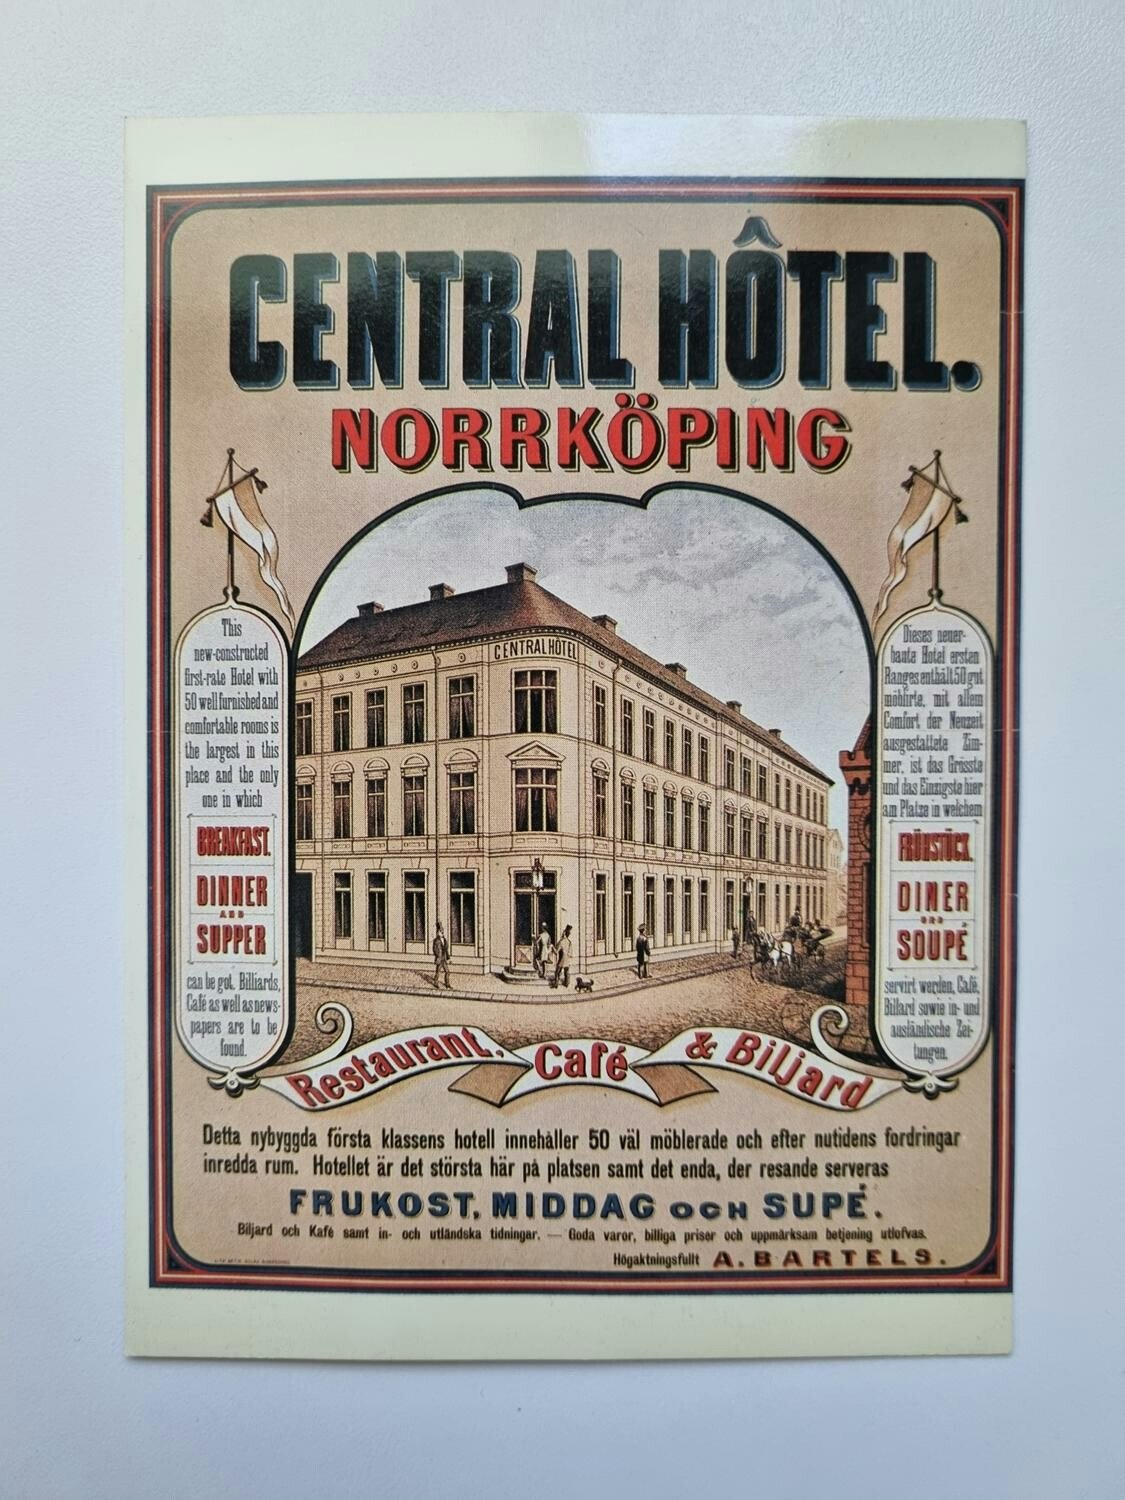 CENTRAL HÔTEL.
NORRKÖPING
CENTRALHÔTEL
This
new-constructed
first-rate Hotel with
50 well furnished and
comfortable rooms is
the largest in this
place and the only
one in which
BREAKFAST.
DINNER
AND
SUPPER
can be got. Billiards,
Café as well as news-
papers are to be
found.
Dieses neuer-
baute Hotel ersten
Ranges enthält 50 gut
möblirte, mit allem
Comfort der Neuzeit
ausgestattete Zim-
mer, ist das Grösste
und das Einzigste hier
am Platze in welchem
FRÜHSTÜCK.
DINER
UND
SOUPÉ
servirt werden, Café,
Billard sowie in- und
ausländische Zei-
tungen.
Restaurant, Café & Biljard
Detta nybyggda första klassens hotell innehåller 50 väl möblerade och efter nutidens fordringar
inredda rum. Hotellet är det största här på platsen samt det enda, der resande serveras
FRUKOST, MIDDAG OCH SUPÉ.
Biljard och Kafé samt in- och utländska tidningar. — Goda varor, billiga priser och uppmärksam betjening utlofvas.
Högaktningsfullt A. BARTELS.